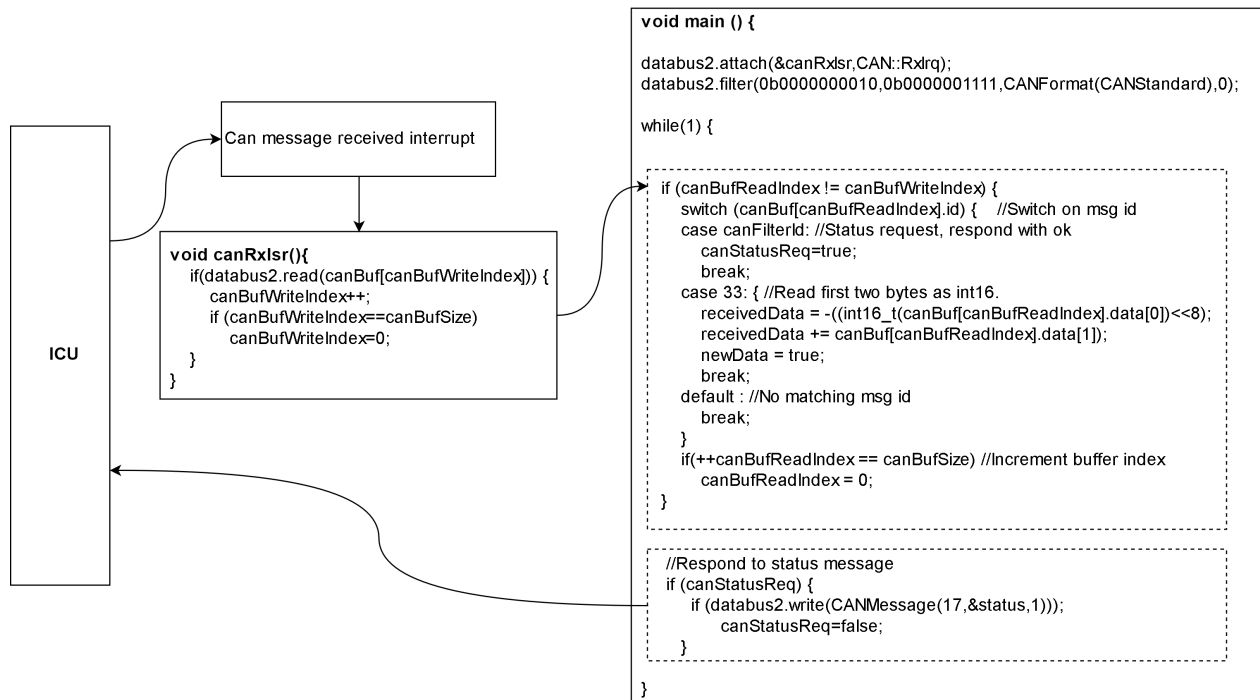 ICU
Can message received interrupt
void canRxIsr(){
if(databus2.read(canBuf[canBufWriteIndex])) {
canBufWriteIndex++;
if (canBufWriteIndex==canBufSize)
canBufWriteIndex=0;
}
}
void main () {
databus2.attach(&canRxIsr,CAN::RxIrq);
databus2.filter(0b0000000010,0b0000001111,CANFormat(CANStandard),0);
while(1) {
if (canBufReadIndex != canBufWriteIndex) {
switch (canBuf[canBufReadIndex].id) { //Switch on msg id
case canFilterId: //Status request, respond with ok
canStatusReq=true;
break;
case 33: { //Read first two bytes as int16.
receivedData = -((int16_t(canBuf[canBufReadIndex].data[0])<<8);
receivedData += canBuf[canBufReadIndex].data[1]);
newData = true;
break;
default : //No matching msg id
break;
}
if(++canBufReadIndex == canBufSize) //Increment buffer index
canBufReadIndex = 0;
}
//Respond to status message
if (canStatusReq) {
if (databus2.write(CANMessage(17,&status,1)));
canStatusReq=false;
}
}